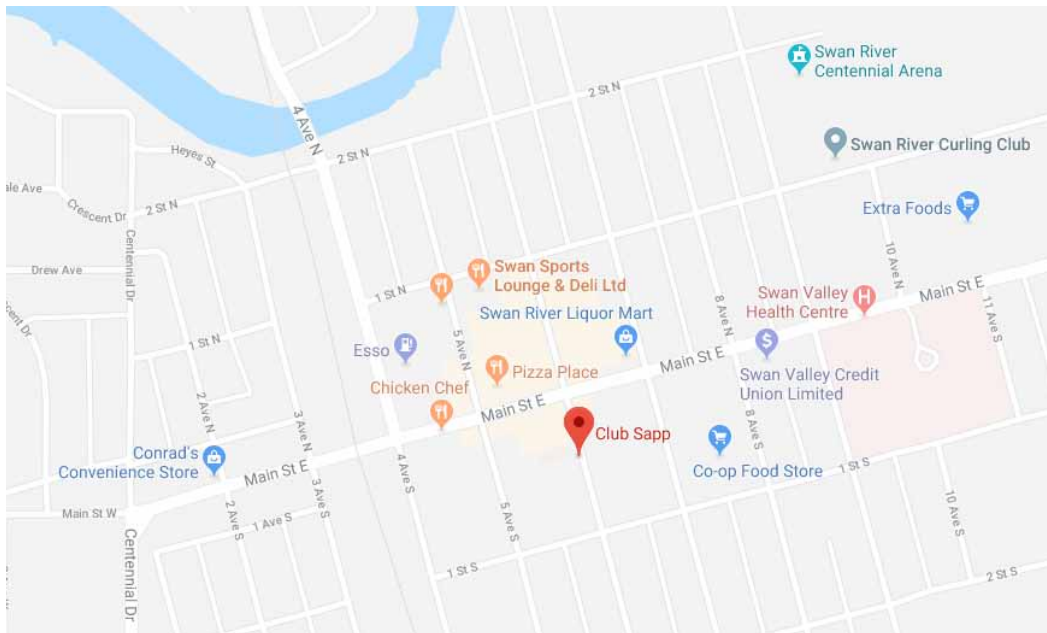 Swan River
Centennial Arena
2 St N
4 Ave N
Swan River Curling Club
Heyes St
2 St N
Crescent Dr
2 St N
Extra Foods
Centennial Dr
10 Ave N
Drew Ave
Swan Sports
Lounge & Deli Ltd
1 St N
Swan Valley
Health Centre
Main St E
11 Ave S
8 Ave N
Swan River Liquor Mart
1 St N
5 Ave N
Esso
Main St E
Pizza Place
Swan Valley Credit
Union Limited
Chicken Chef
Main St E
2 Ave N
3 Ave N
8 Ave S
Club Sapp
Conrad's
Convenience Store
Main St E
4 Ave S
Co-op Food Store
1 St S
3 Ave S
Main St W
2 Ave S
1 Ave S
5 Ave S
10 Ave S
Centennial Dr
1 St S
2 St S